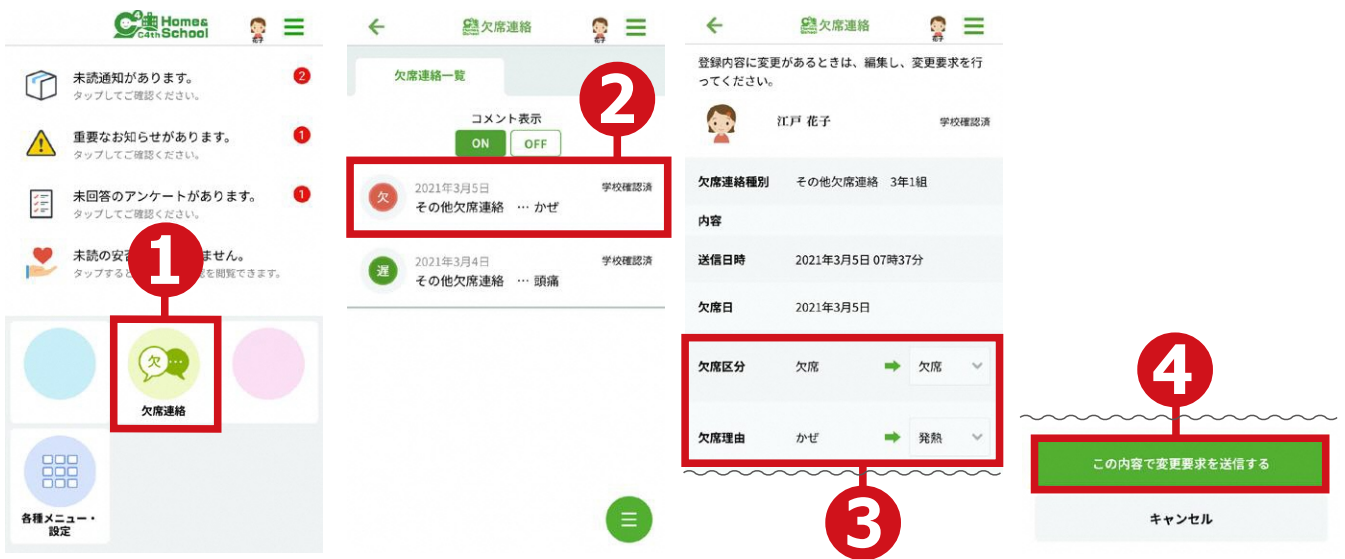 C4th Home& School
花子
未読通知があります。
2
タップしてご確認ください。
重要なお知らせがあります。
1
タップしてご確認ください。
未回答のアンケートがあります。
1
タップしてご確認ください。
未読の安
ません。
タップすると
を閲覧できます。
1
欠
欠席連絡
各種メニュー・
設定
欠席連絡
花子
欠席連絡一覧
2
コメント表示
ON OFF
欠
2021年3月5日
学校確認済
その他欠席連絡 … かぜ
遅
2021年3月4日
学校確認済
その他欠席連絡 … 頭痛
欠席連絡
花子
登録内容に変更があるときは、編集し、変更要求を行
ってください。
江戸 花子 学校確認済
欠席連絡種別 その他欠席連絡 3年1組
内容
送信日時 2021年3月5日 07時37分
欠席日 2021年3月5日
欠席区分 欠席 欠席
欠席理由 かぜ 発熱
3
4
この内容で変更要求を送信する
キャンセル